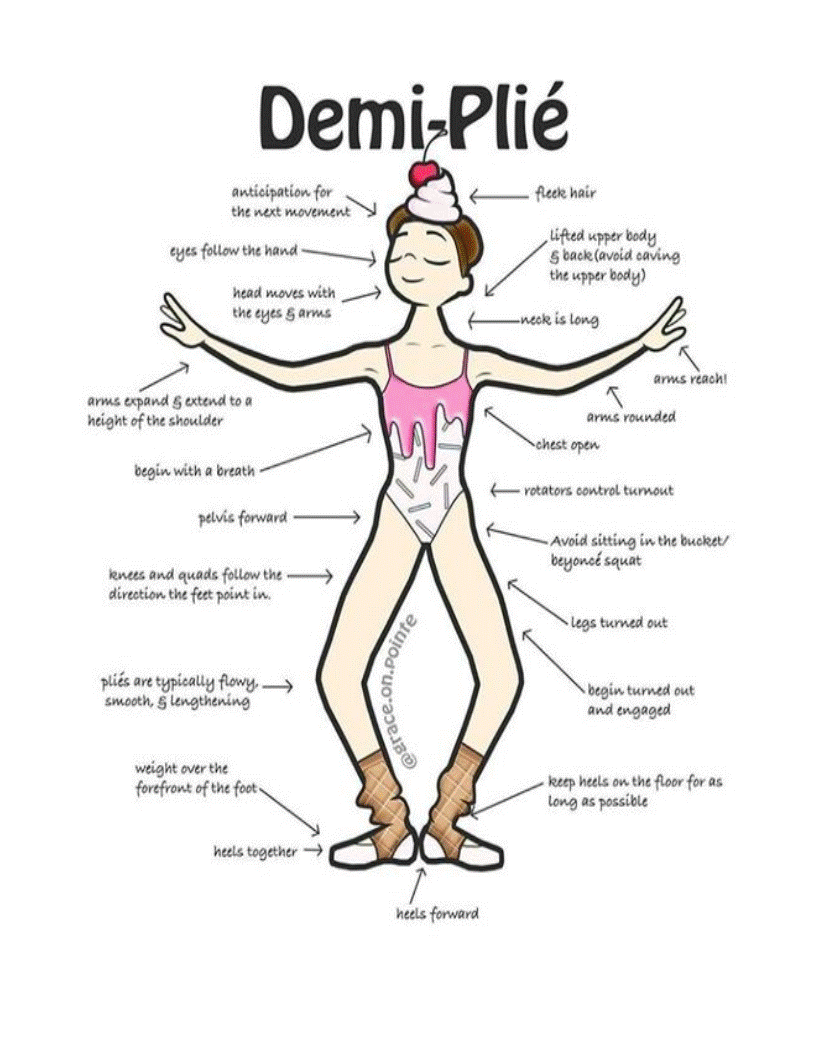 Demi-Plié
anticipation for
the next movement
fleek hair
eyes follow the hand
lifted upper body
& back(avoid caving
the upper body)
head moves with
the eyes & arms
neck is long
arms reach!
arms expand & extend to a
height of the shoulder
arms rounded
chest open
begin with a breath
rotators control turnout
pelvis forward
Avoid sitting in the bucket/
beyoncé squat
knees and quads follow the
direction the feet point in.
legs turned out
@grace.on.pointe
pliés are typically flowy,
smooth, & lengthening
begin turned out
and engaged
weight over the
forefront of the foot
keep heels on the floor for as
long as possible
heels together
heels forward